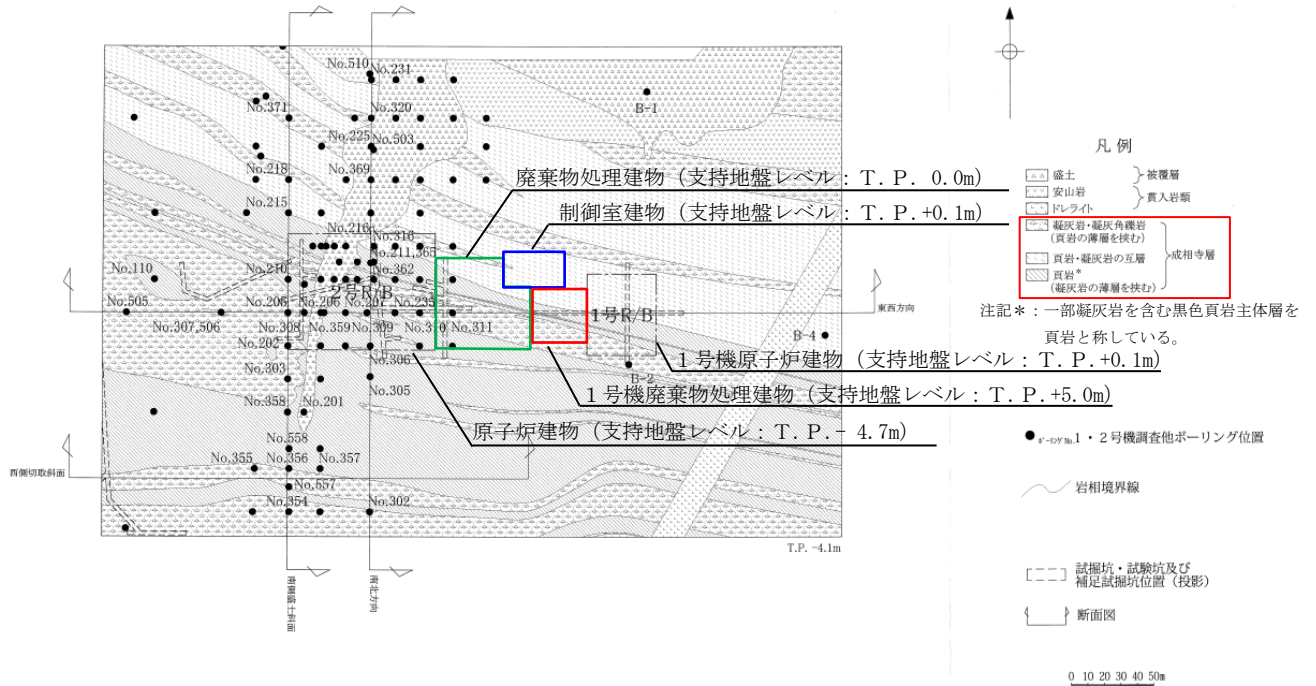 No.510
No.231
B-1
No.371
No.320
No.225
No.503
No.218
No.369
廃棄物処理建物（支持地盤レベル：T.P. 0.0m）
No.215
制御室建物（支持地盤レベル：T.P.+0.1m）
No.216
No.316
No.211,365
No.110
No.210
No.362
2号R/B
No.505
No.205
No.206
No.207
No.235
1号R/B
東西方向
No.307,506
No.308
No.359
No.309
No.310
No.311
B-4
No.202
No.306
1号機原子炉建物（支持地盤レベル：T.P.+0.1m）
No.303
No.305
B-2
1号機廃棄物処理建物（支持地盤レベル：T.P.+5.0m）
No.358
No.201
原子炉建物（支持地盤レベル：T.P.- 4.7m）
No.558
No.355
No.356
No.357
西側切取斜面
No.557
No.354
No.302
T.P. -4.1m
南側盛土斜面
南北方向
凡 例
盛土
被覆層
安山岩
貫入岩類
ドレライト
凝灰岩・凝灰角礫岩
(頁岩の薄層を挟む)
成相寺層
頁岩・凝灰岩の互層
頁岩*
(凝灰岩の薄層を挟む)
注記＊：一部凝灰岩を含む黒色頁岩主体層を
頁岩と称している。
ボーリングNo.1・2号機調査他ボーリング位置
岩相境界線
試掘坑・試験坑及び
補足試掘坑位置（投影）
断面図
0 10 20 30 40 50m